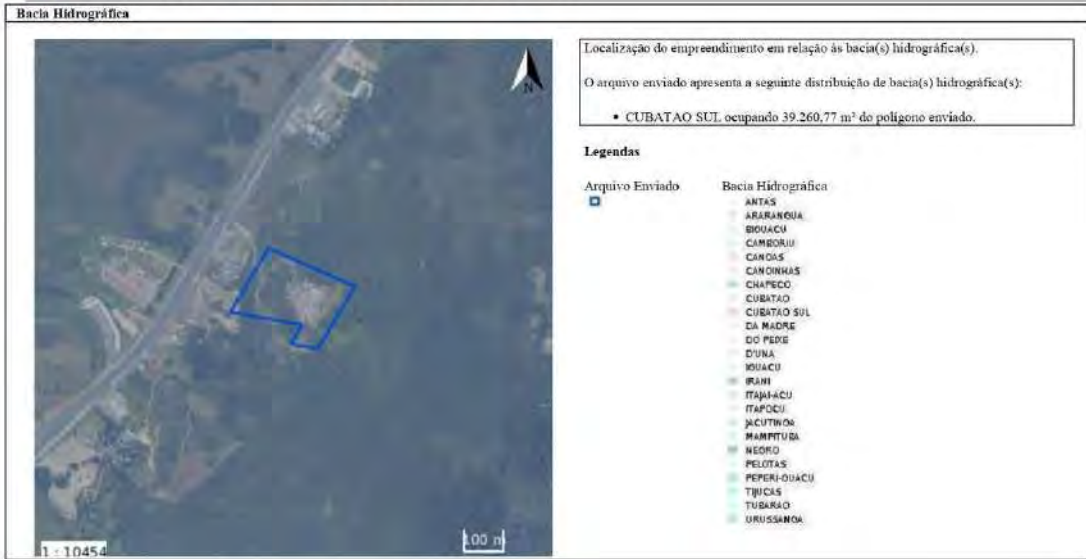 Bacia Hidrográfica
N
1 : 10454
100 m
Localização do empreendimento em relação às bacia(s) hidrográfica(s).
O arquivo enviado apresenta a seguinte distribuição de bacia(s) hidrográfica(s):
• CUBATAO SUL ocupando 39.260,77 m² do polígono enviado.
Legendas
Arquivo Enviado
Bacia Hidrográfica
ANTAS
ARARANGUA
BIGUACU
CAMBORIU
CANOAS
CANOINHAS
CHAPECO
CUBATAO
CUBATAO SUL
DA MADRE
DO PEIXE
D'UNA
IGUACU
IRANI
ITAJAI-ACU
ITAPOCU
JACUTINGA
MAMPITUBA
NEGRO
PELOTAS
PEPERI-GUACU
TIJUCAS
TUBARAO
URUSSANGA